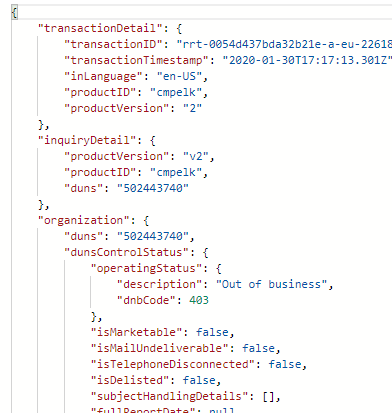 {
"transactionDetail": {
"transactionID": "rrt-0054d437bda32b21e-a-eu-22618
"transactionTimestamp": "2020-01-30T17:17:13.301Z"
"inLanguage": "en-US",
"productID": "cmpelk",
"productVersion": "2"
},
"inquiryDetail": {
"productVersion": "v2",
"productID": "cmpelk",
"duns": "502443740"
},
"organization": {
"duns": "502443740",
"dunsControlStatus": {
"operatingStatus": {
"description": "Out of business",
"dnbCode": 403
},
"isMarketable": false,
"isMailUndeliverable": false,
"isTelephoneDisconnected": false,
"isDelisted": false,
"subjectHandlingDetails": [],
"fullReportDate": null